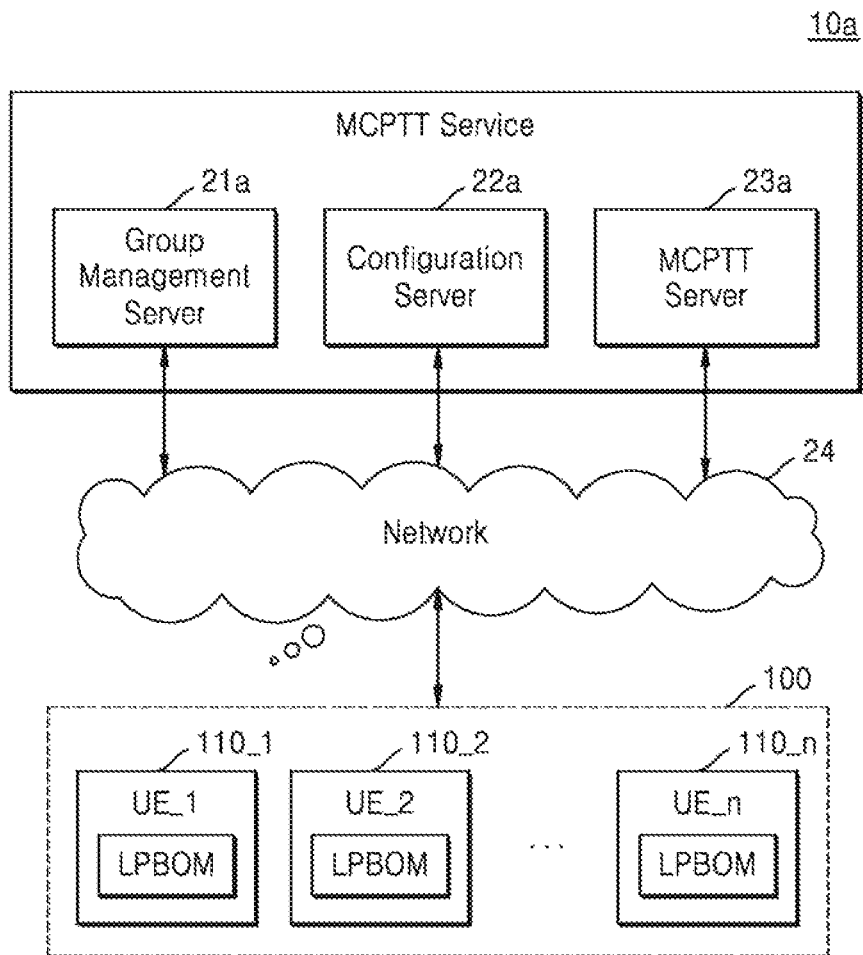 10a
MCPTT Service
21a
22a
23a
Group
Management
Server
Configuration
Server
MCPTT
Server
24
Network
100
110_1
110_2
110_n
UE_1
UE_2
UE_n
LPBOM
LPBOM
...
LPBOM